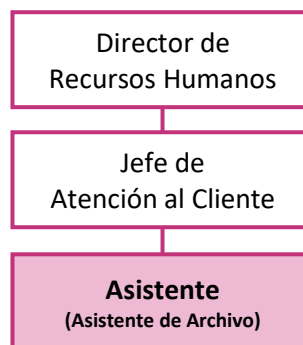 Director de
Recursos Humanos
Jefe de
Atención al Cliente
Asistente
(Asistente de Archivo)